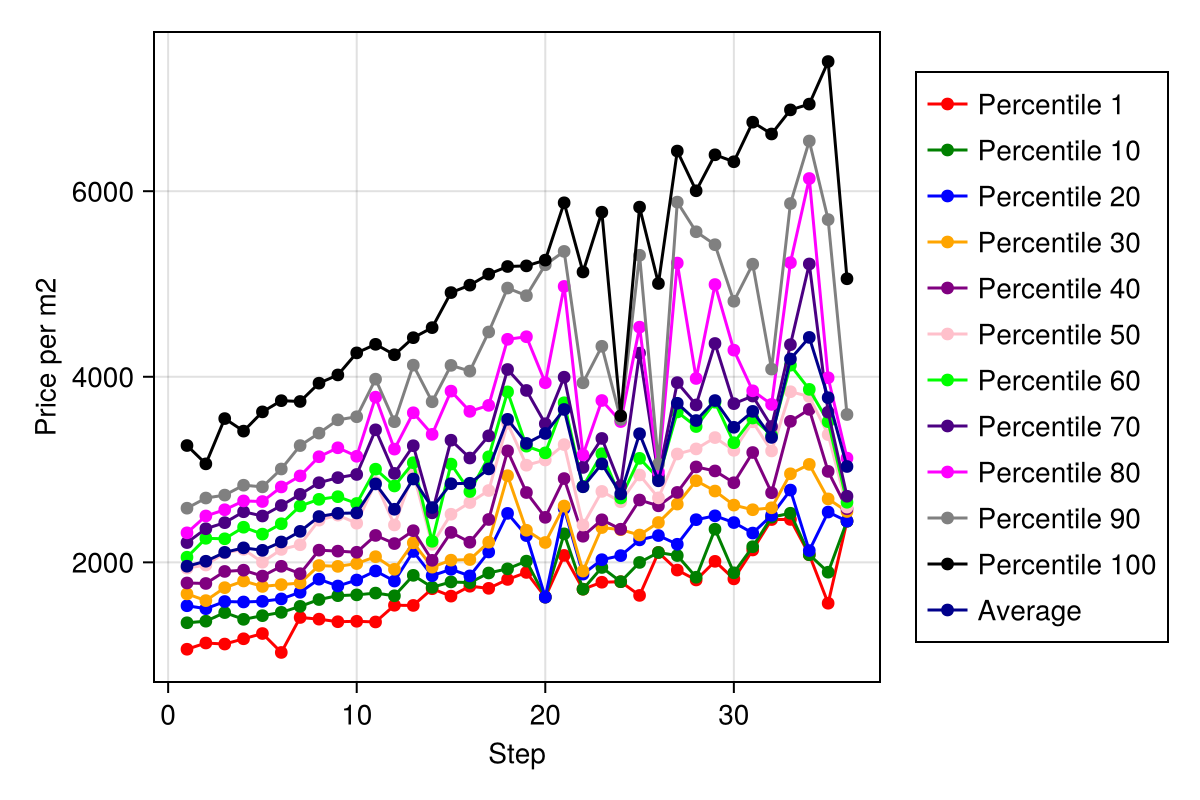 6000
4000
2000
Price per m2
0 10 20 30
Step
Percentile 1
Percentile 10
Percentile 20
Percentile 30
Percentile 40
Percentile 50
Percentile 60
Percentile 70
Percentile 80
Percentile 90
Percentile 100
Average